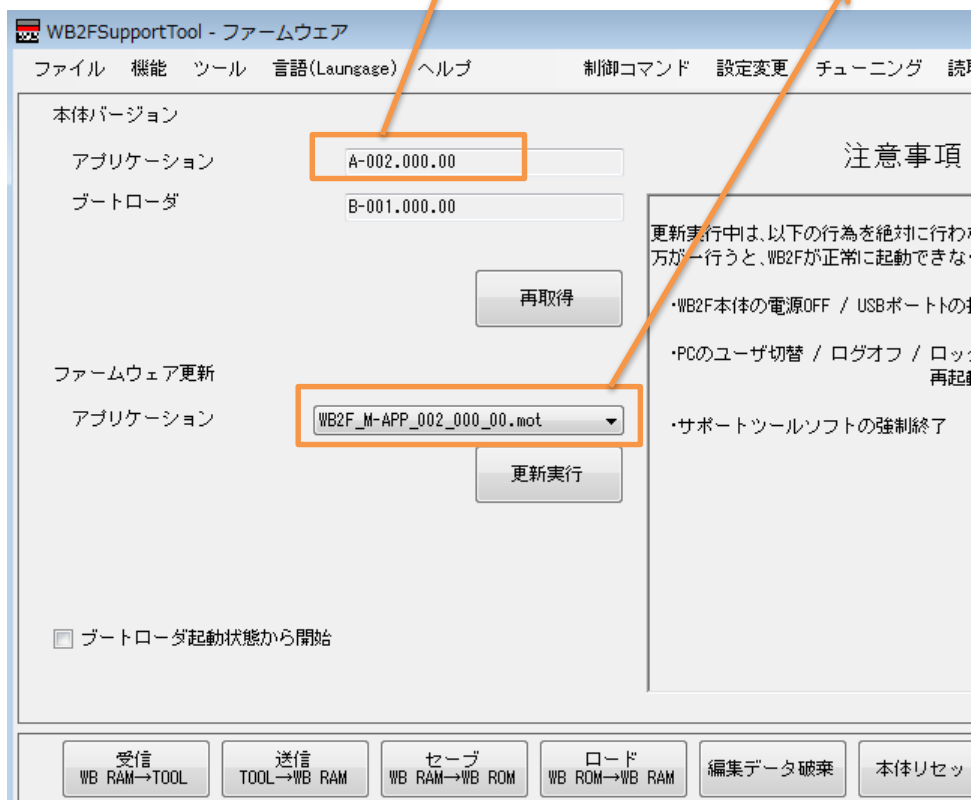 WB2FSupportTool - ファームウェア
ファイル 機能 ツール 言語(Laungage) ヘルプ 制御コマンド 設定変更 チューニング 読
本体バージョン
アプリケーション A-002.000.00
ブートローダ B-001.000.00
再取得
ファームウェア更新
アプリケーション WB2F_M-APP_002_000_00.mot
更新実行
ブートローダ起動状態から開始
注意事項
更新実行中は、以下の行為を絶対に行わ
万が一行うと、WB2Fが正常に起動できな
・WB2F本体の電源OFF / USBポートの
・PCのユーザ切替 / ログオフ / ロッ
再起
・サポートツールソフトの強制終了
受信 送信 セーブ ロード
WB RAM→TOOL TOOL→WB RAM WB RAM→WB ROM WB ROM→WB RAM 編集データ破棄 本体リセッ